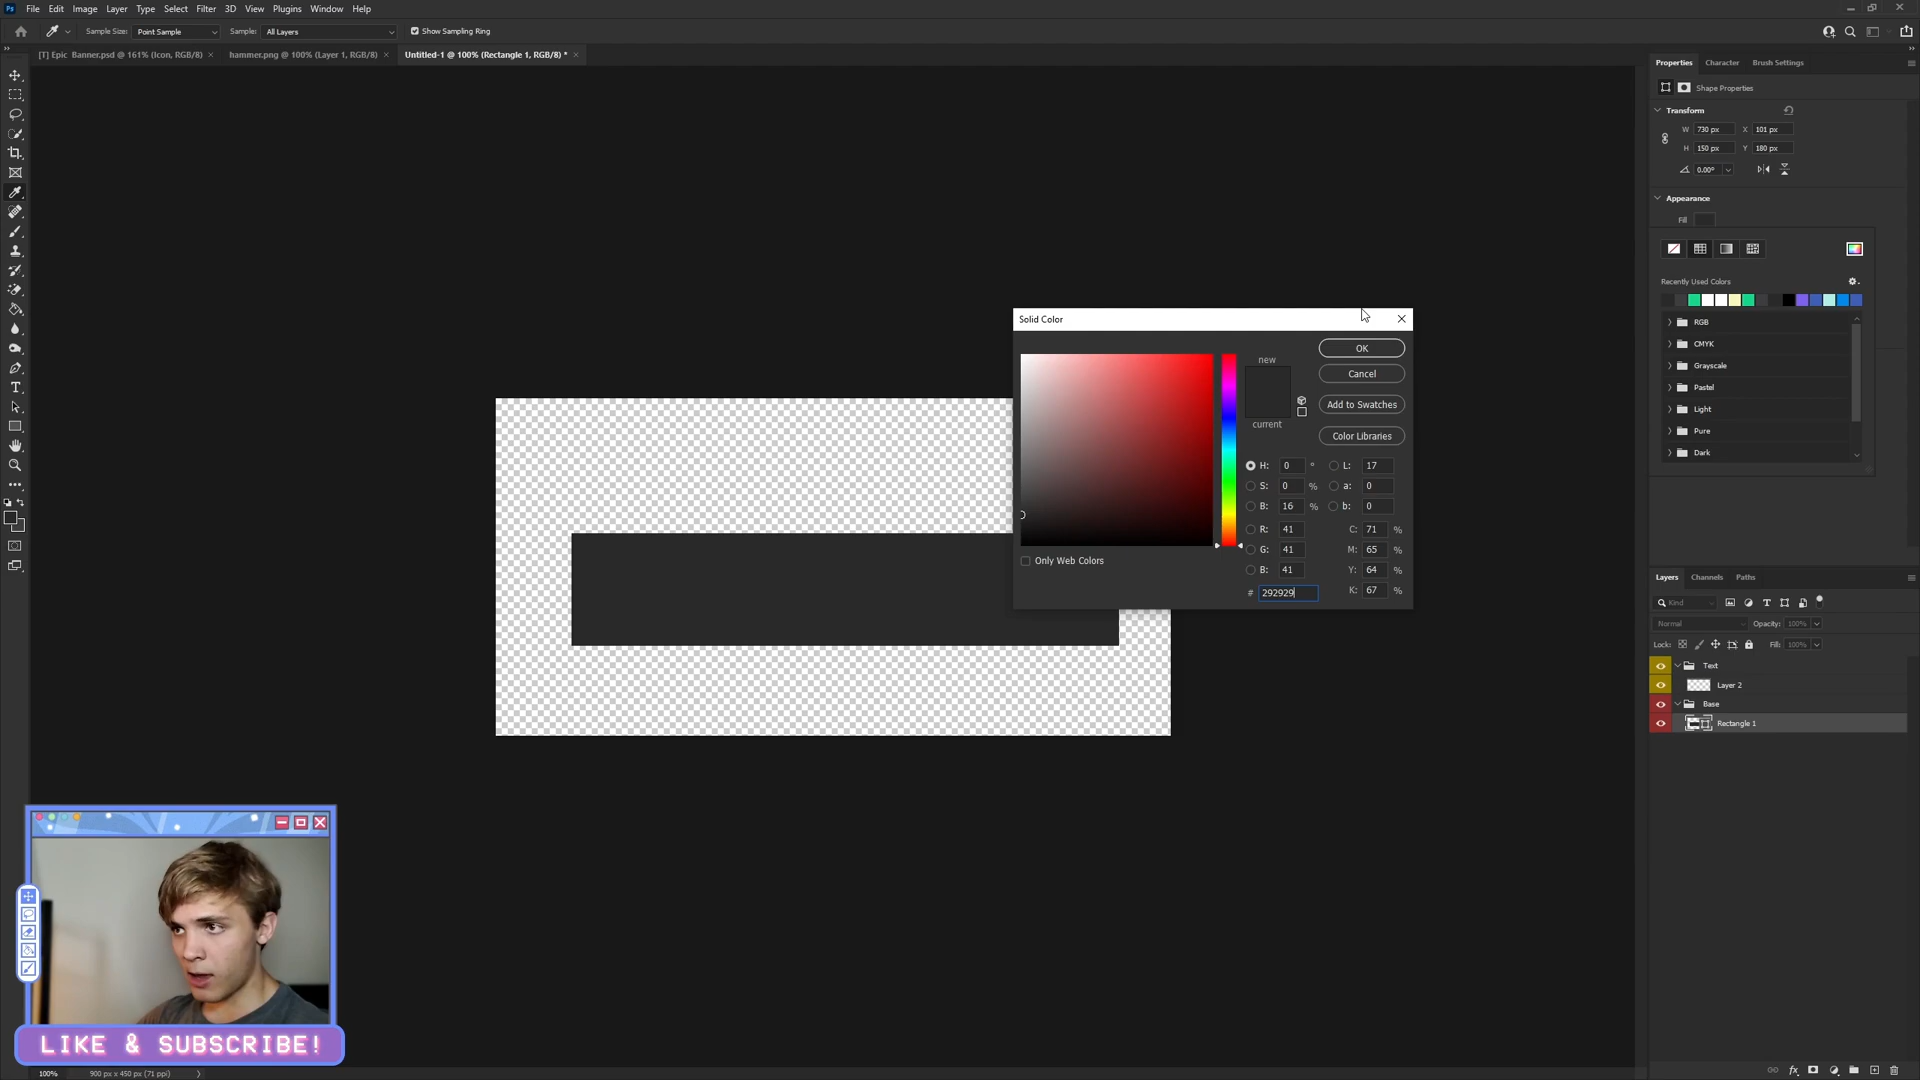 Ps File Edit Image Layer Type Select Filter 3D View Plugins Window Help
Sample Size: Point Sample Sample: All Layers Show Sampling Ring
[T] Epic Banner.psd @ 161% (Icon, RGB/8) × hammer.png @ 100% (Layer 1, RGB/8) × Untitled-1 @ 100% (Rectangle 1, RGB/8) * ×
Properties Character Brush Settings
Shape Properties
Transform
W 730 px X 101 px
H 150 px Y 180 px
0.00°
Appearance
Fill
Recently Used Colors
RGB
CMYK
Grayscale
Pastel
Light
Pure
Dark
Solid Color
new
current
OK
Cancel
Add to Swatches
Color Libraries
H: 0 ° L: 17
S: 0 % a: 0
B: 16 % b: 0
R: 41 C: 71 %
G: 41 M: 65 %
B: 41 Y: 64 %
# 292929 K: 67 %
Only Web Colors
Layers Channels Paths
Kind
Normal Opacity: 100%
Lock: Fill: 100%
Text
Layer 2
Base
Rectangle 1
LIKE & SUBSCRIBE!
100% 900 px x 450 px (71 ppi)
fx